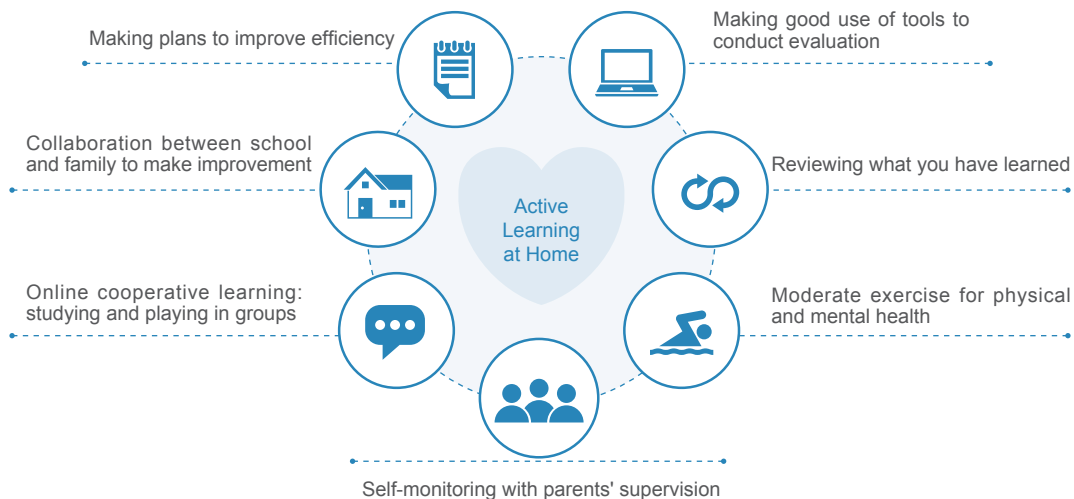 Making plans to improve efficiency
Making good use of tools to
conduct evaluation
Collaboration between school
and family to make improvement
Reviewing what you have learned
Active
Learning
at Home
Online cooperative learning:
studying and playing in groups
Moderate exercise for physical
and mental health
Self-monitoring with parents' supervision